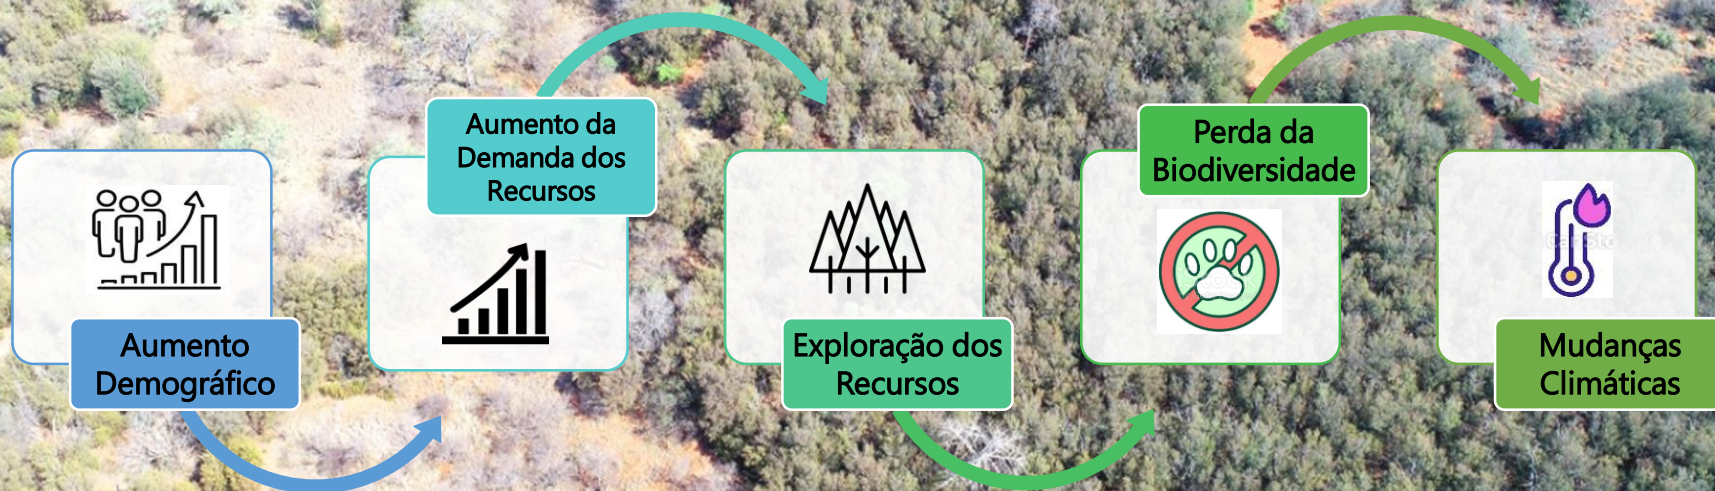 Aumento
Demográfico
Aumento da
Demanda dos
Recursos
Exploração dos
Recursos
Perda da
Biodiversidade
Mudanças
Climáticas